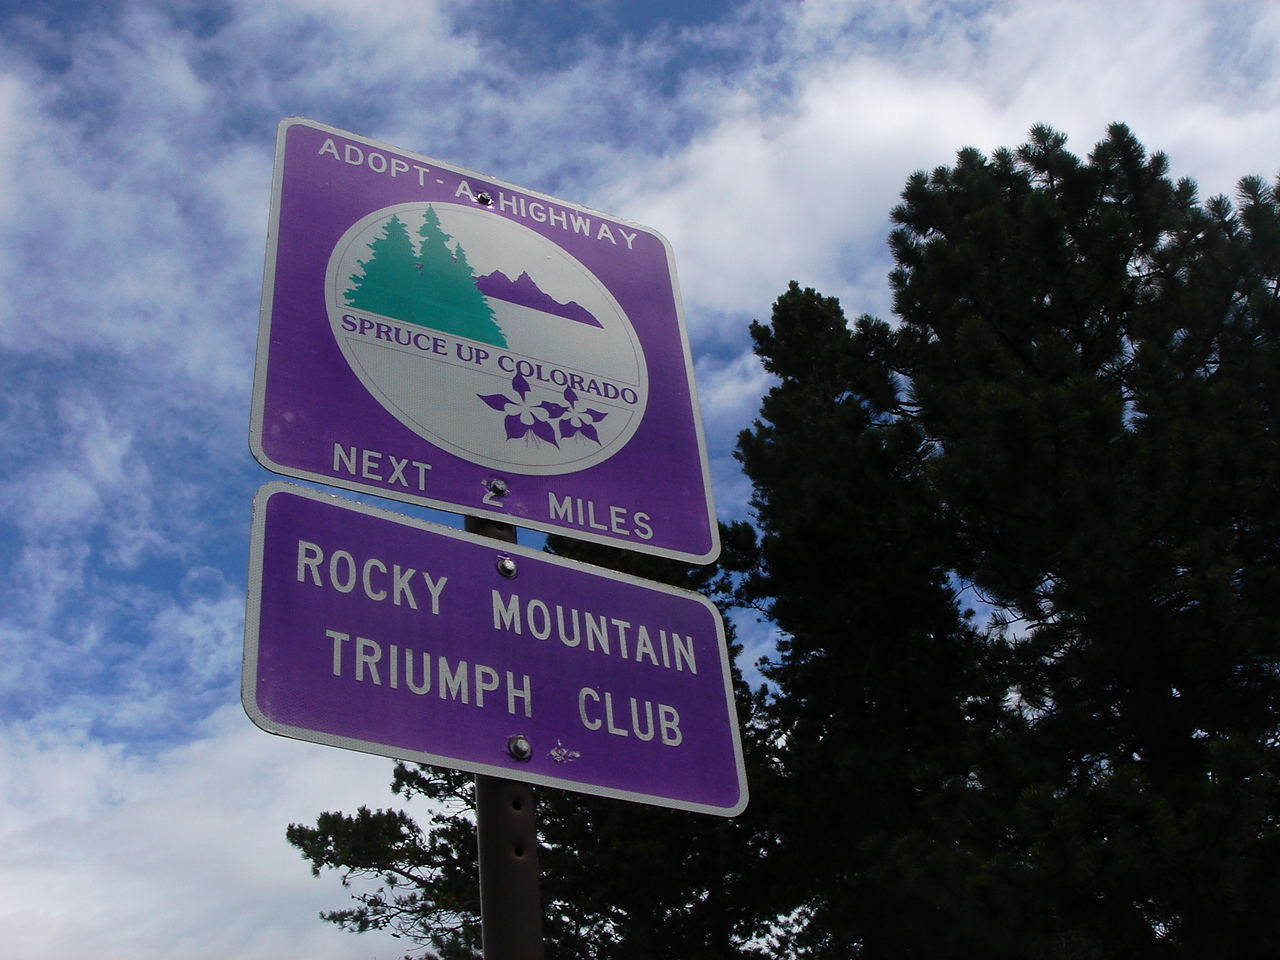 ADOPT-A-HIGHWAY
SPRUCE UP COLORADO
NEXT 2 MILES
ROCKY MOUNTAIN
TRIUMPH CLUB